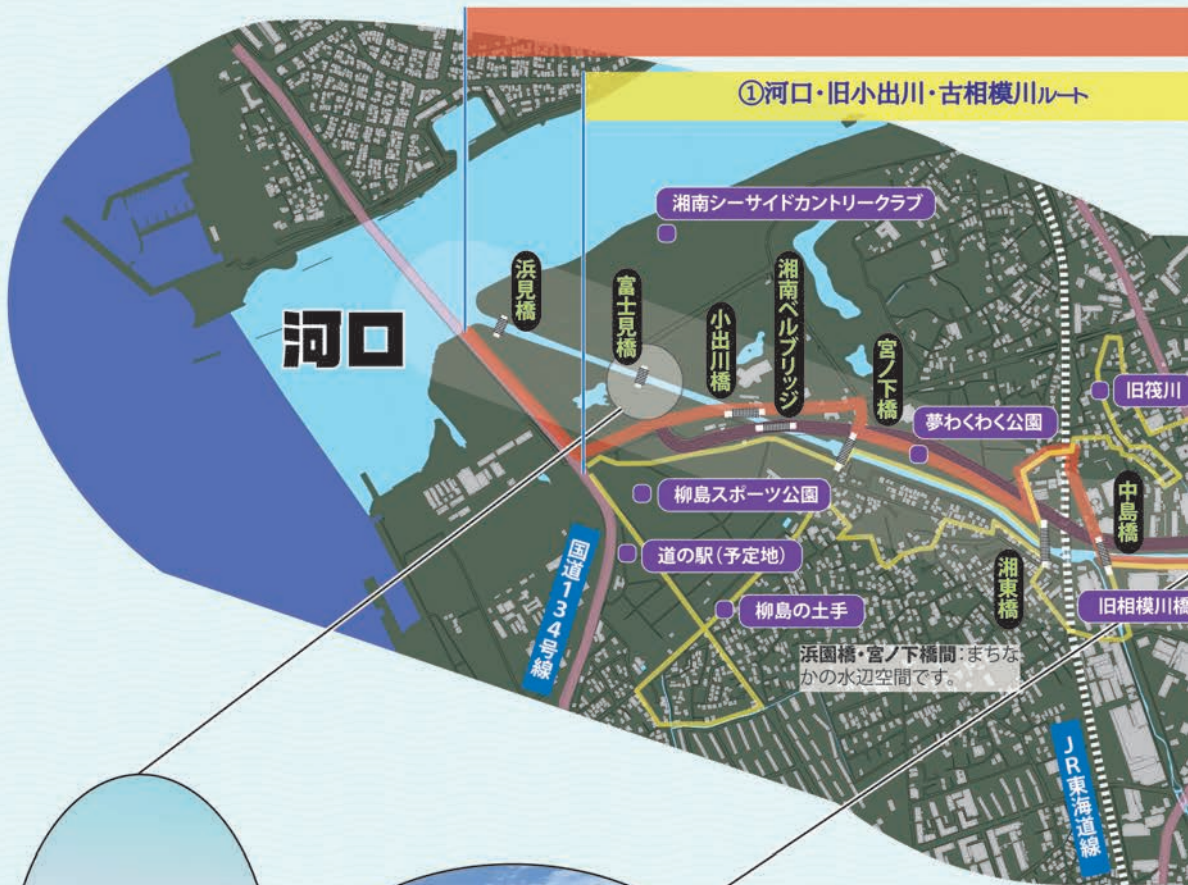 ①河口・旧小出川・古相模川ルート
湘南シーサイドカントリークラブ
浜見橋
富士見橋
小出川橋
湘南ベルブリッジ
宮ノ下橋
河口
旧筏川
夢わくわく公園
柳島スポーツ公園
中島橋
国道134号線
道の駅(予定地)
湘東橋
柳島の土手
旧相模川橋
浜園橋・宮ノ下橋間:まちな
かの水辺空間です。
JR東海道線